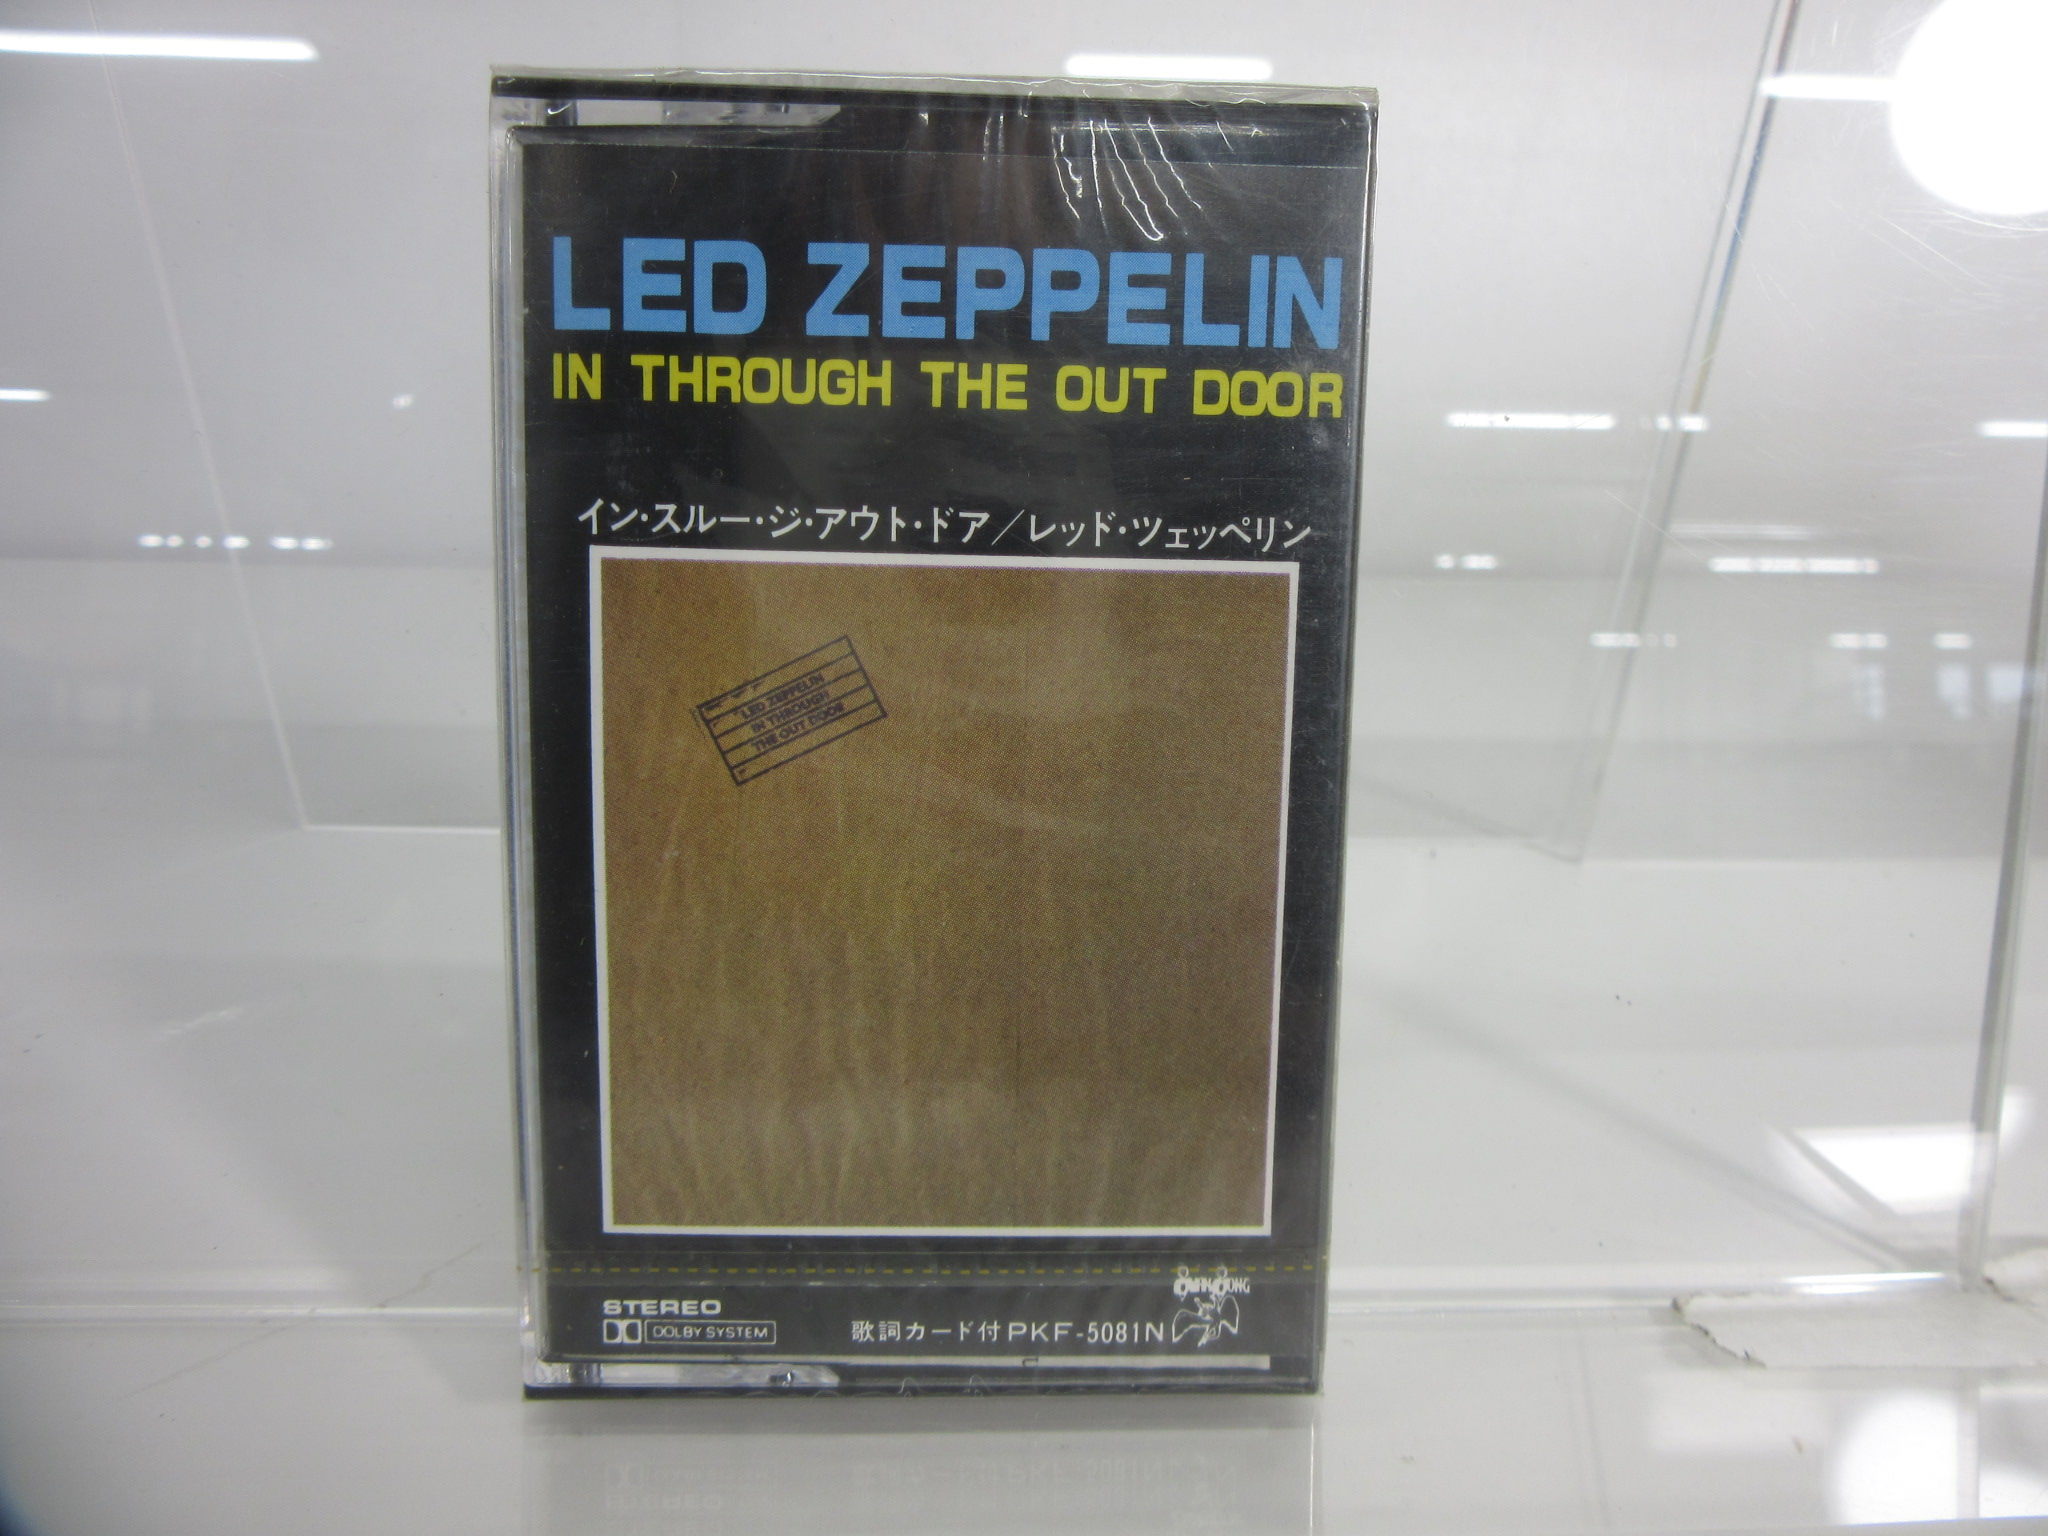 LED ZEPPELIN
IN THROUGH THE OUT DOOR
イン・スルー・ジ・アウト・ドア／レッド・ツェッペリン
LED ZEPPELIN
IN THROUGH
THE OUT DOOR
SWAN SONG
STEREO
DOLBY SYSTEM
歌詞カード付PKF-5081N